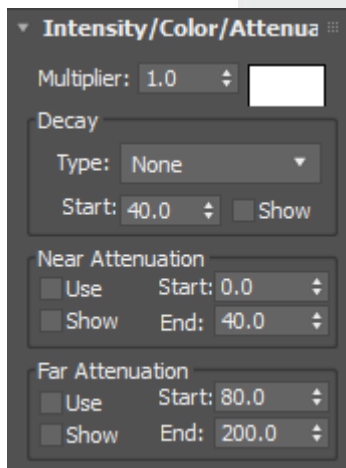 Intensity/Color/Attenua
Multiplier: 1.0
Decay
Type: None
Start: 40.0 Show
Near Attenuation
Use Start: 0.0
Show End: 40.0
Far Attenuation
Use Start: 80.0
Show End: 200.0